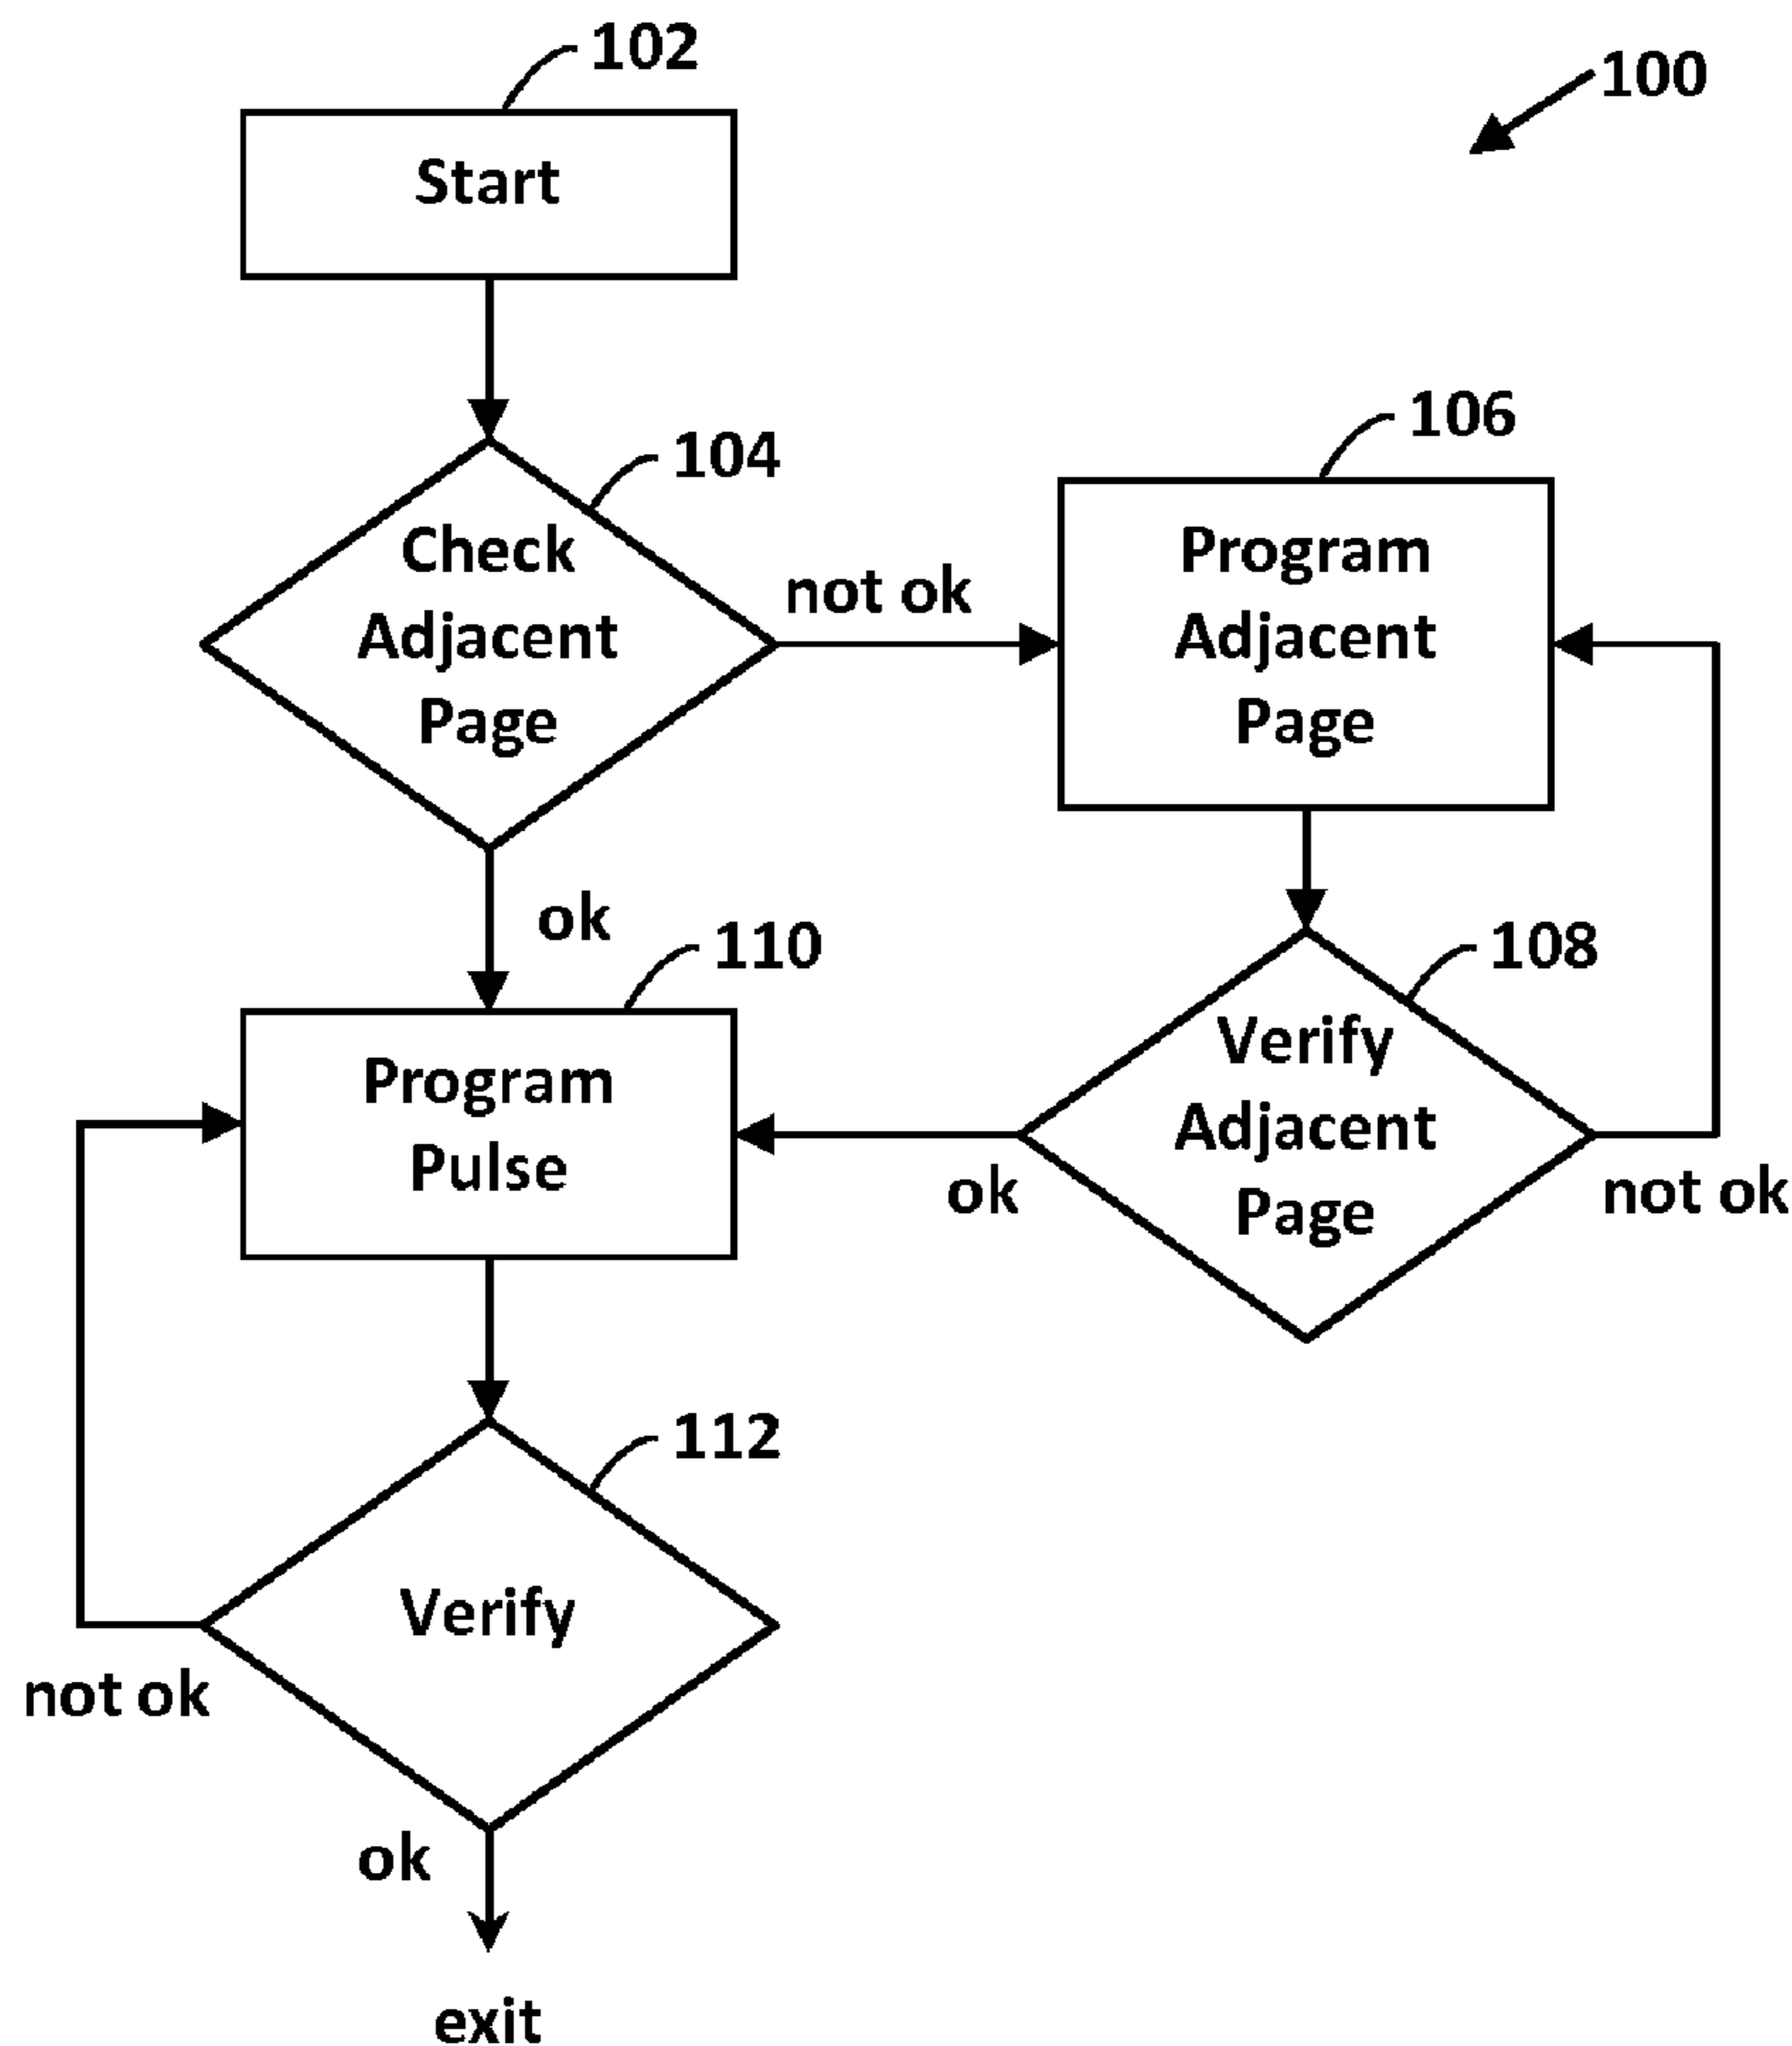 102
100
Start
104
106
Check
Adjacent
Page
not ok
Program
Adjacent
Page
ok
110
108
Program
Pulse
Verify
Adjacent
Page
ok
not ok
112
Verify
not ok
ok
exit